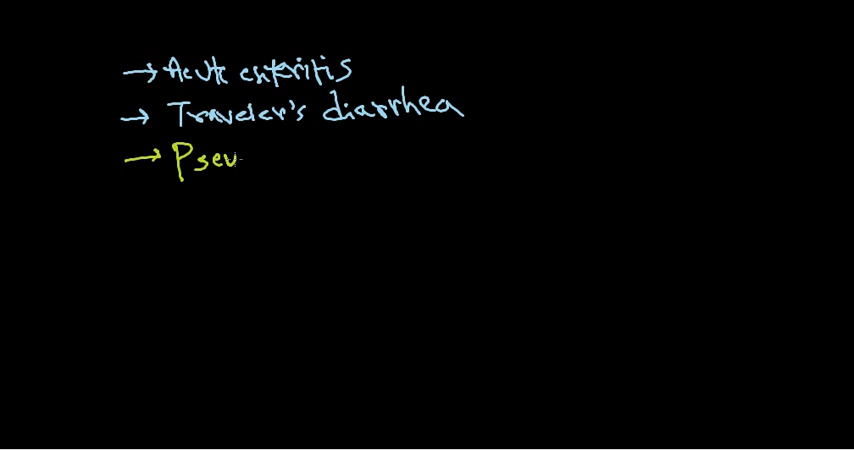 → Acute enteritis
→ Traveler's diarrhea
→ Pseu